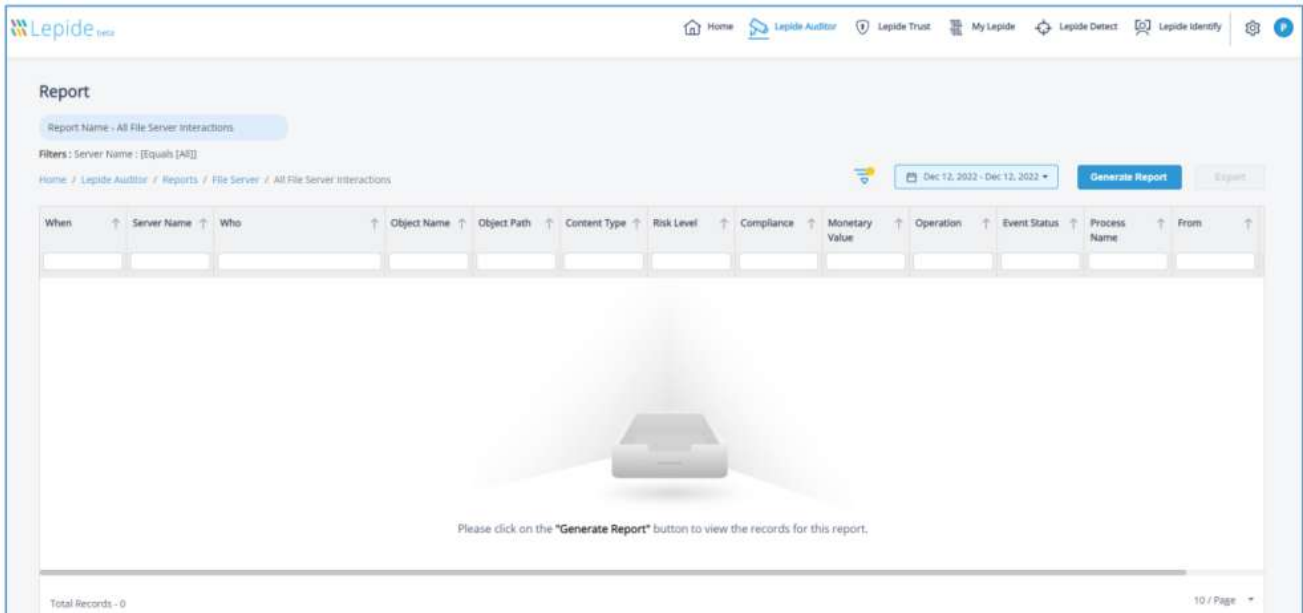 Lepide beta
Home Lepide Auditor Lepide Trust My Lepide Lepide Detect Lepide Identify P
Report
Report Name - All File Server Interactions
Filters : Server Name : [Equals [All]]
Home / Lepide Auditor / Reports / File Server / All File Server Interactions
Dec 12, 2022 - Dec 12, 2022
Generate Report
Export
When Server Name Who Object Name Object Path Content Type Risk Level Compliance Monetary Value Operation Event Status Process Name From
Please click on the "Generate Report" button to view the records for this report.
Total Records - 0
10 / Page